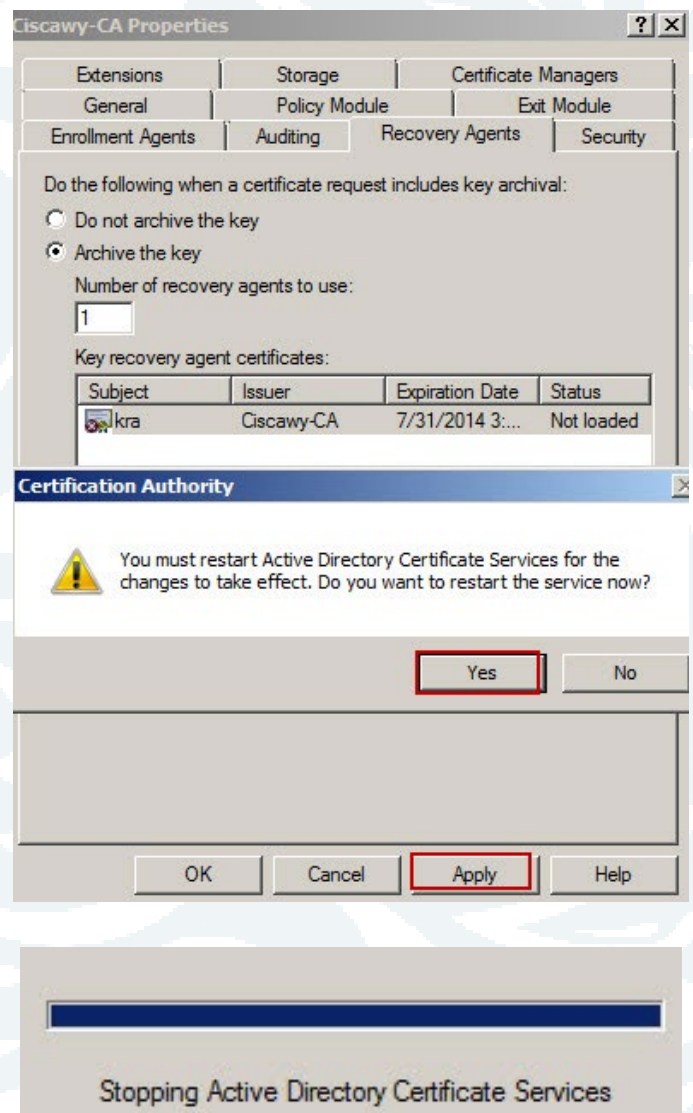 Ciscawy-CA Properties
Extensions Storage Certificate Managers
General Policy Module Exit Module
Enrollment Agents Auditing Recovery Agents Security
Do the following when a certificate request includes key archival:
Do not archive the key
Archive the key
Number of recovery agents to use:
1
Key recovery agent certificates:
Subject Issuer Expiration Date Status
kra Ciscawy-CA 7/31/2014 3:... Not loaded
Certification Authority
You must restart Active Directory Certificate Services for the
changes to take effect. Do you want to restart the service now?
Yes No
OK Cancel Apply Help
Stopping Active Directory Certificate Services